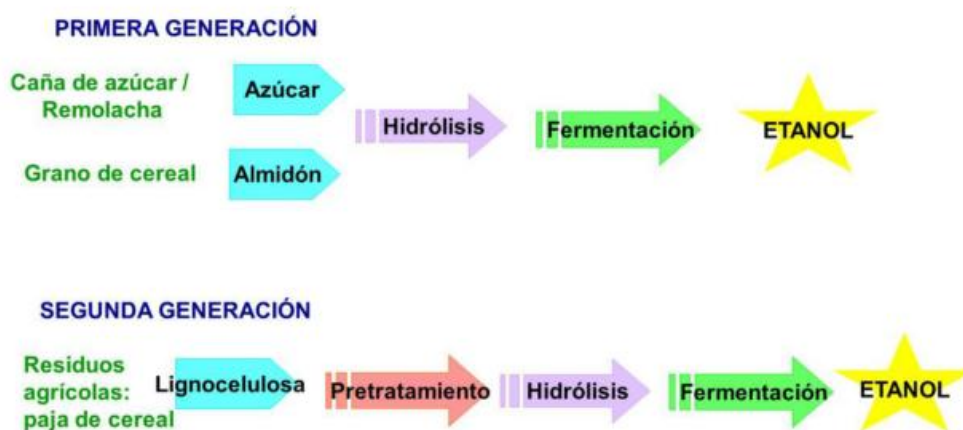 PRIMERA GENERACIÓN
Caña de azúcar /
Remolacha
Azúcar
Grano de cereal
Almidón
Hidrólisis
Fermentación
ETANOL
SEGUNDA GENERACIÓN
Residuos
agrícolas:
paja de cereal
Lignocelulosa
Pretratamiento
Hidrólisis
Fermentación
ETANOL